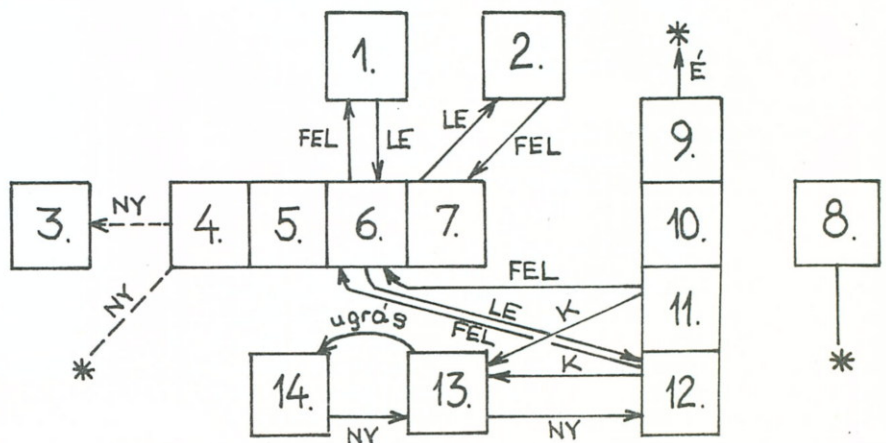 1.
2.
É
FEL
LE
LE
FEL
9.
3.
NY
4.
5.
6.
7.
10.
8.
NY
FEL
11.
K
LE
FEL
ugrás
14.
13.
K
12.
NY
NY